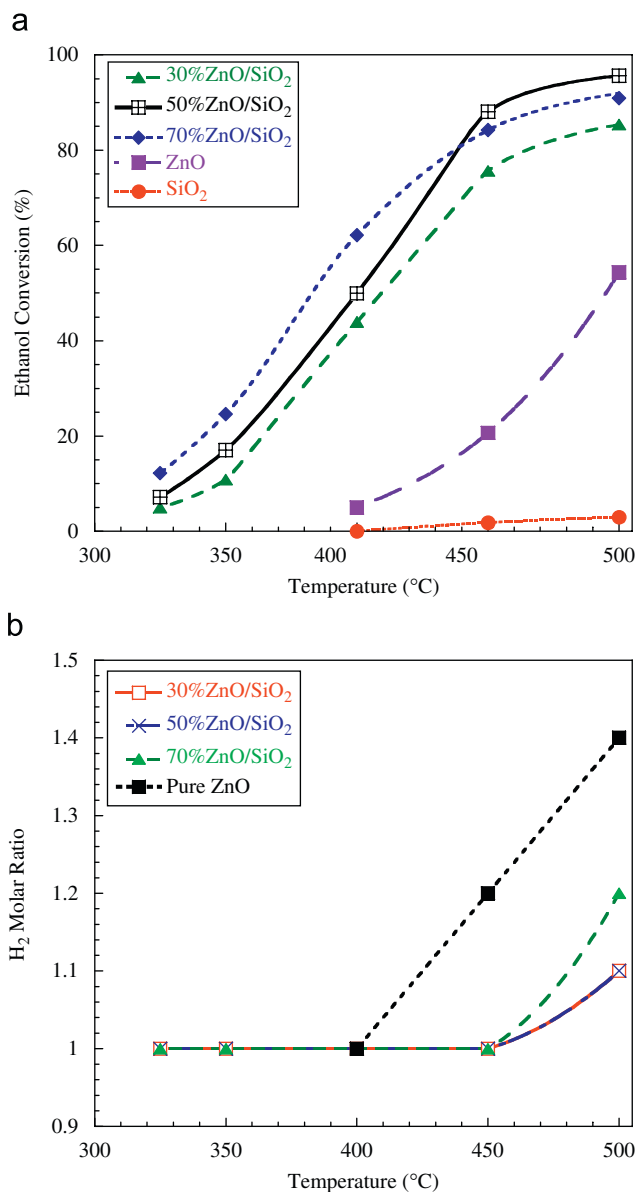 a
100
80
60
40
20
0
Ethanol Conversion (%)
30%ZnO/SiO₂
50%ZnO/SiO₂
70%ZnO/SiO₂
ZnO
SiO₂
300 350 400 450 500
Temperature (°C)
b
1.5
1.4
1.3
1.2
1.1
1
0.9
H₂ Molar Ratio
30%ZnO/SiO₂
50%ZnO/SiO₂
70%ZnO/SiO₂
Pure ZnO
300 350 400 450 500
Temperature (°C)